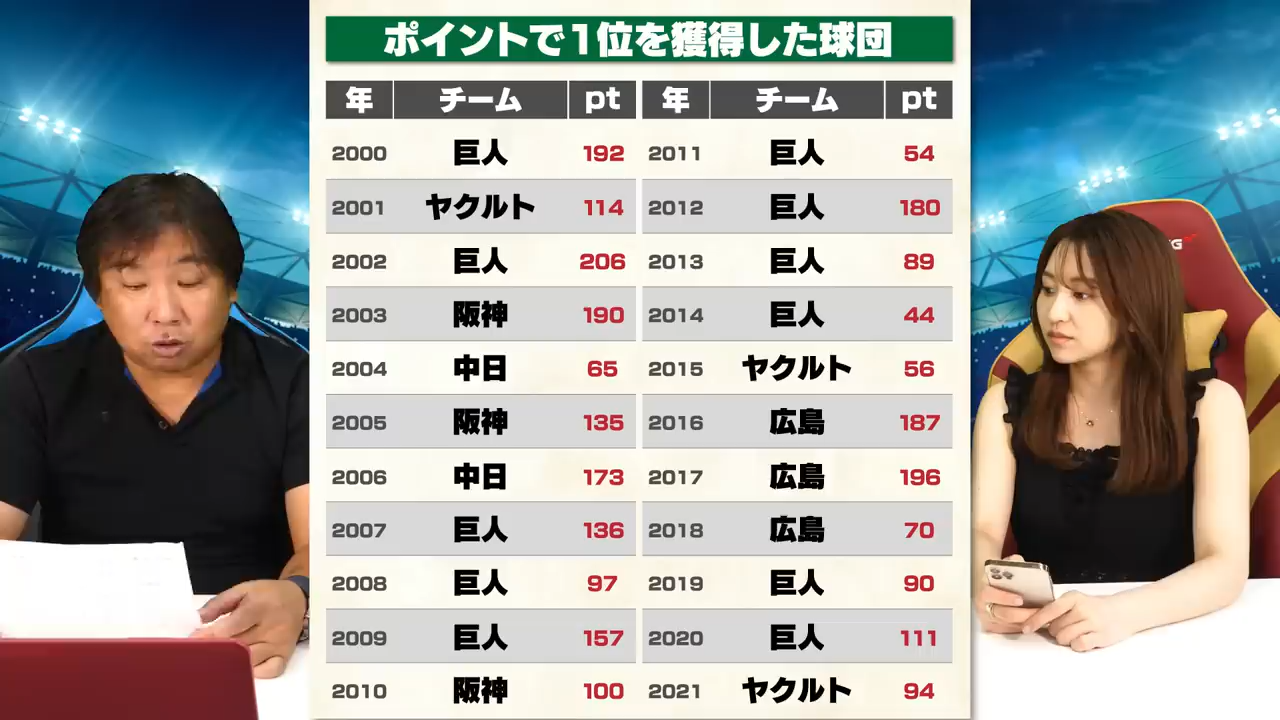 ポイントで1位を獲得した球団
年 チーム pt 年 チーム pt
2000 巨人 192 2011 巨人 54
2001 ヤクルト 114 2012 巨人 180
2002 巨人 206 2013 巨人 89
2003 阪神 190 2014 巨人 44
2004 中日 65 2015 ヤクルト 56
2005 阪神 135 2016 広島 187
2006 中日 173 2017 広島 196
2007 巨人 136 2018 広島 70
2008 巨人 97 2019 巨人 90
2009 巨人 157 2020 巨人 111
2010 阪神 100 2021 ヤクルト 94